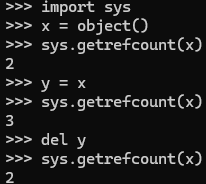 >>> import sys
>>> x = object()
>>> sys.getrefcount(x)
2
>>> y = x
>>> sys.getrefcount(x)
3
>>> del y
>>> sys.getrefcount(x)
2